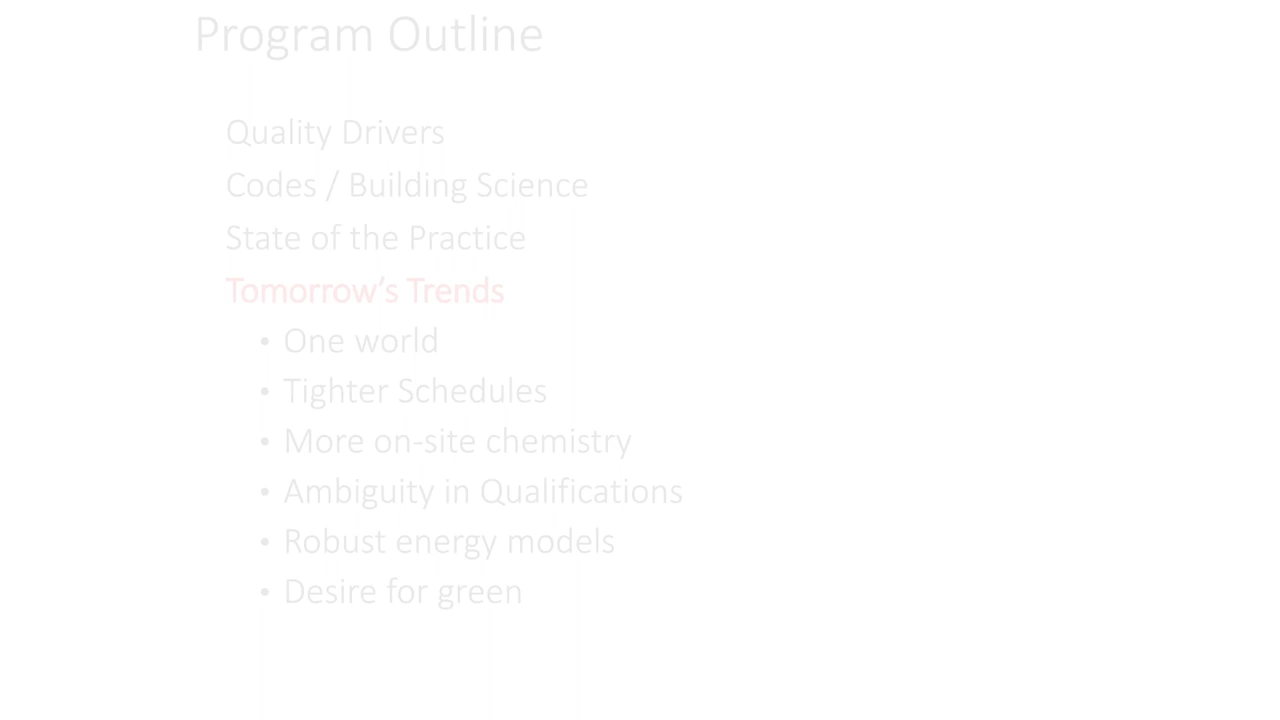 Program Outline
Quality Drivers
Codes / Building Science
State of the Practice
Tomorrow’s Trends
• One world
• Tighter Schedules
• More on-site chemistry
• Ambiguity in Qualifications
• Robust energy models
• Desire for green